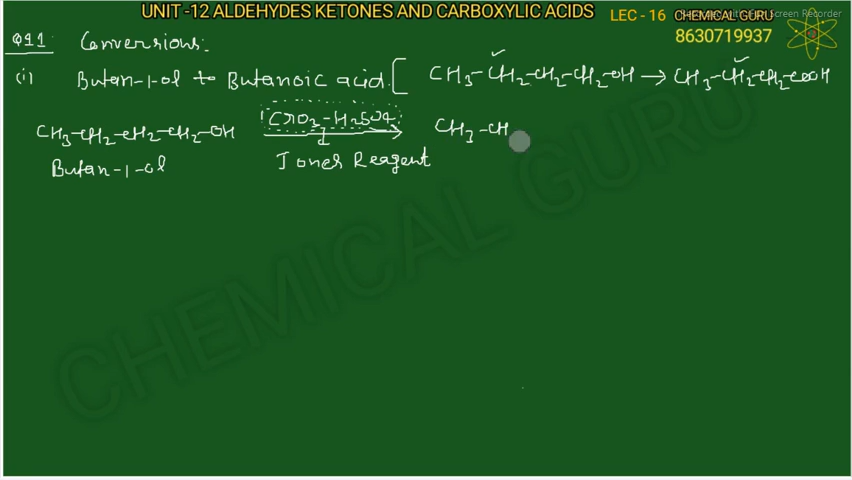 UNIT -12 ALDEHYDES KETONES AND CARBOXYLIC ACIDS LEC - 16 CHEMICAL GURU Screen Recorder
8630719937
Q11 Conversions:
(i) Butan-1-ol to Butanoic acid. [ CH3-CH2-CH2-CH2-OH → CH3-CH2-CH2-COOH
CH3-CH2-CH2-CH2-OH CrO3-H2SO4 → CH3-CH
Butan-1-ol Jones Reagent
CHEMICAL GURU